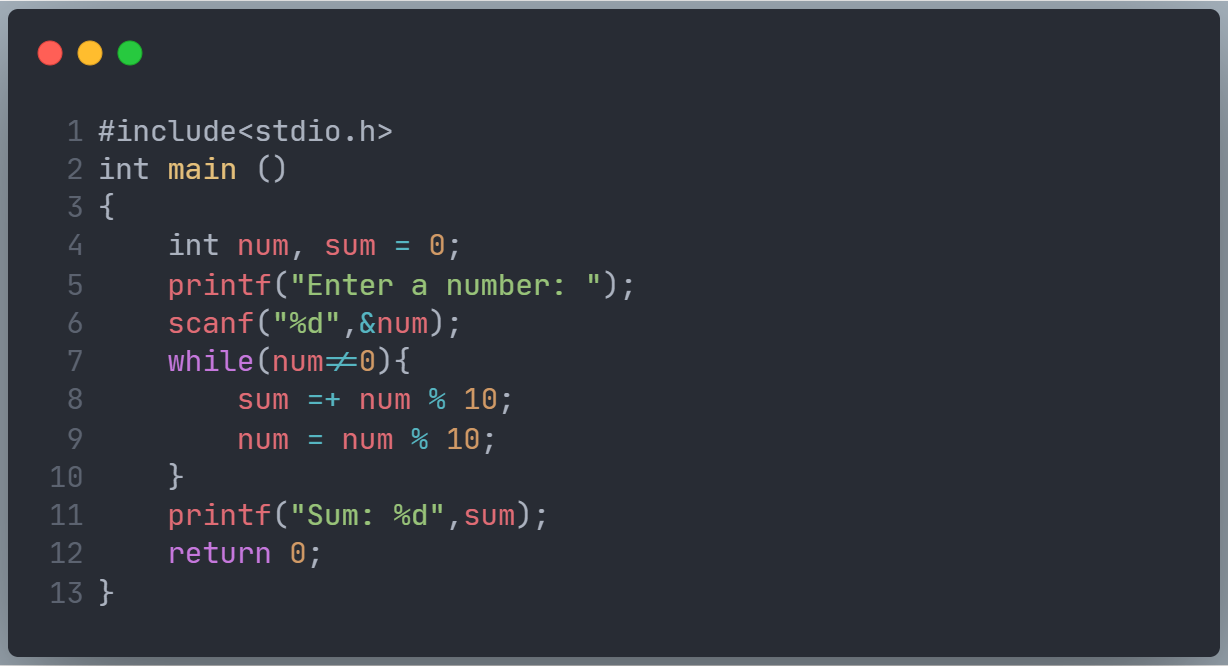 1 #include<stdio.h>
2 int main ()
3 {
4     int num, sum = 0;
5     printf("Enter a number: ");
6     scanf("%d",&num);
7     while(num!=0){
8         sum =+ num % 10;
9         num = num % 10;
10     }
11     printf("Sum: %d",sum);
12     return 0;
13 }